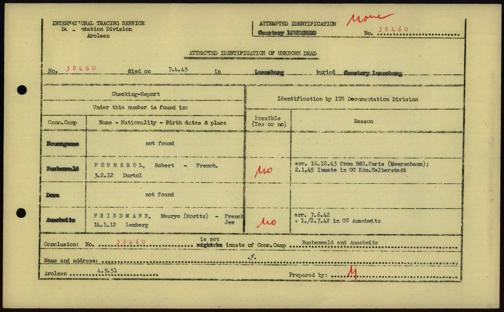 INTERNATIONAL TRACING SERVICE
Documentation Division
Arolsen
ATTEMPTED IDENTIFICATION None
Cemetery LUENEBURG No. 38460
ATTEMPTED IDENTIFICATION OF UNKNOWN DEAD
No. 38460 died on 7.4.45 in Lueneburg buried Cemetery Lueneburg
Checking-Report
Under this number is found in:
Identification by ITS Documentation Division
Conc.Camp Name - Nationality - Birth dates & place Possible (Yes or no) Reason
Neuengamme not found
Buchenwald POUMEROL, Robert - French. No arr. 16.12.43 from BdS.Paris (Meerschaum);
3.2.12 Durtol 2.1.45 inmate in CC Kdo.Halberstadt
Dora not found
Auschwitz FRIEDMANN, Mauryc (Moritz) - French Jew No arr. 7.6.42
14.1.12 Lemberg + 1./2.7.42 in CC Auschwitz
Conclusion: No. 38460 is not inmate of Conc.Camp Buchenwald and Auschwitz
Name and address: ./.
Arolsen 4.9.51 Prepared by: